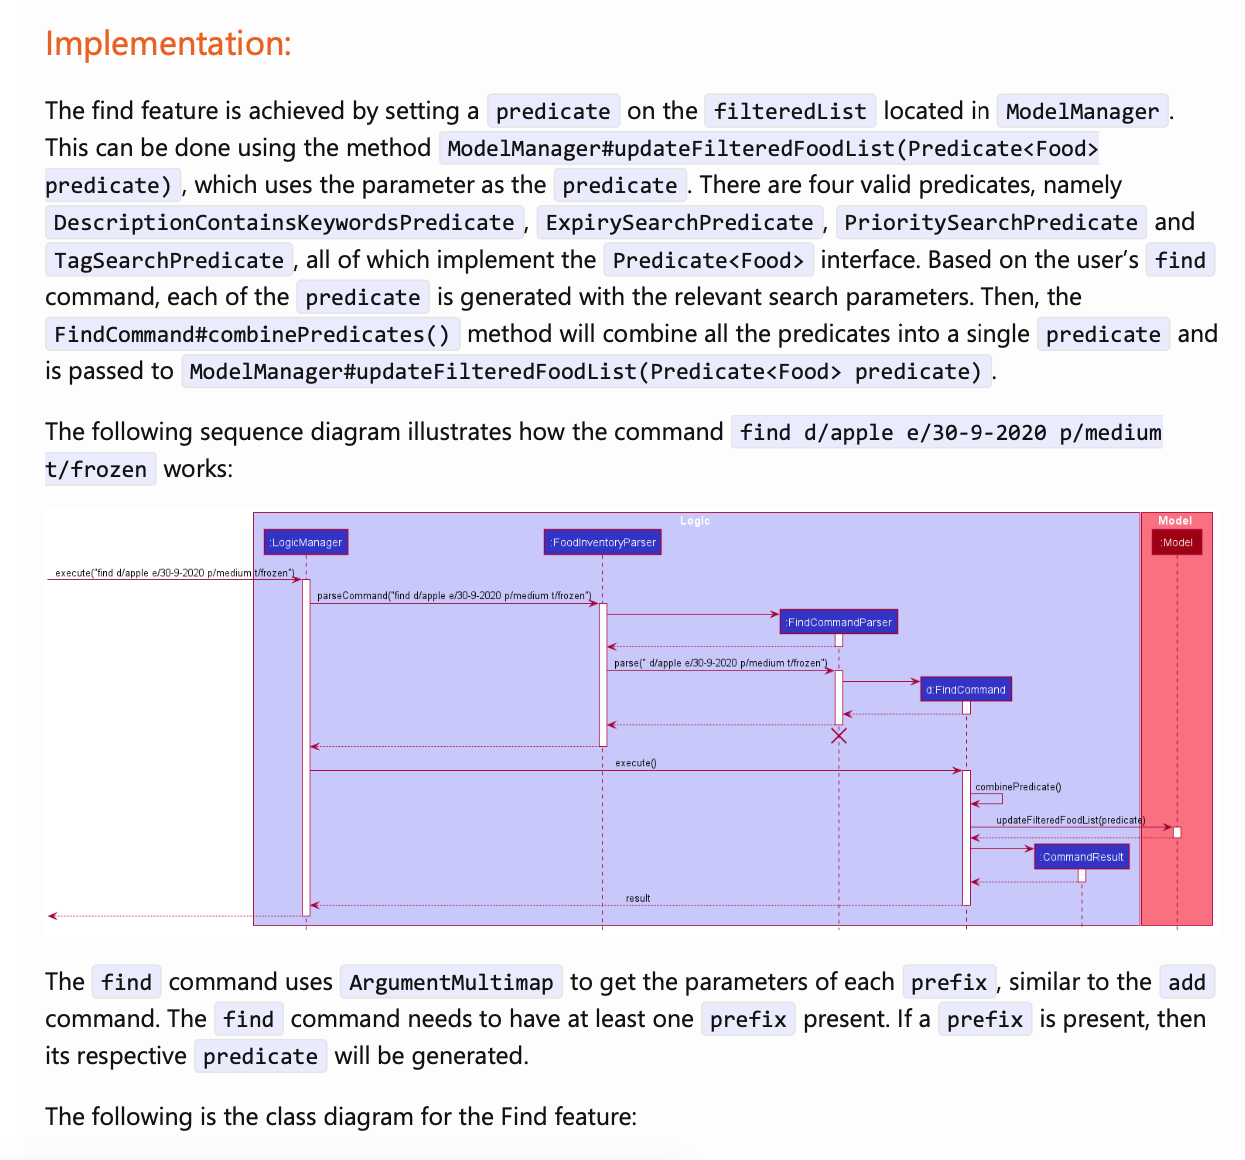 Implementation:
The find feature is achieved by setting a predicate on the filteredList located in ModelManager.
This can be done using the method ModelManager#updateFilteredFoodList(Predicate<Food>
predicate), which uses the parameter as the predicate. There are four valid predicates, namely
DescriptionContainsKeywordsPredicate, ExpirySearchPredicate, PrioritySearchPredicate and
TagSearchPredicate, all of which implement the Predicate<Food> interface. Based on the user’s find
command, each of the predicate is generated with the relevant search parameters. Then, the
FindCommand#combinePredicates() method will combine all the predicates into a single predicate and
is passed to ModelManager#updateFilteredFoodList(Predicate<Food> predicate).
The following sequence diagram illustrates how the command find d/apple e/30-9-2020 p/medium
t/frozen works:
Logic
Model
:LogicManager
:FoodInventoryParser
:Model
execute("find d/apple e/30-9-2020 p/medium t/frozen")
parseCommand("find d/apple e/30-9-2020 p/medium t/frozen")
:FindCommandParser
parse(" d/apple e/30-9-2020 p/medium t/frozen")
d:FindCommand
execute()
combinePredicate()
updateFilteredFoodList(predicate)
:CommandResult
result
The find command uses ArgumentMultimap to get the parameters of each prefix, similar to the add
command. The find command needs to have at least one prefix present. If a prefix is present, then
its respective predicate will be generated.
The following is the class diagram for the Find feature: